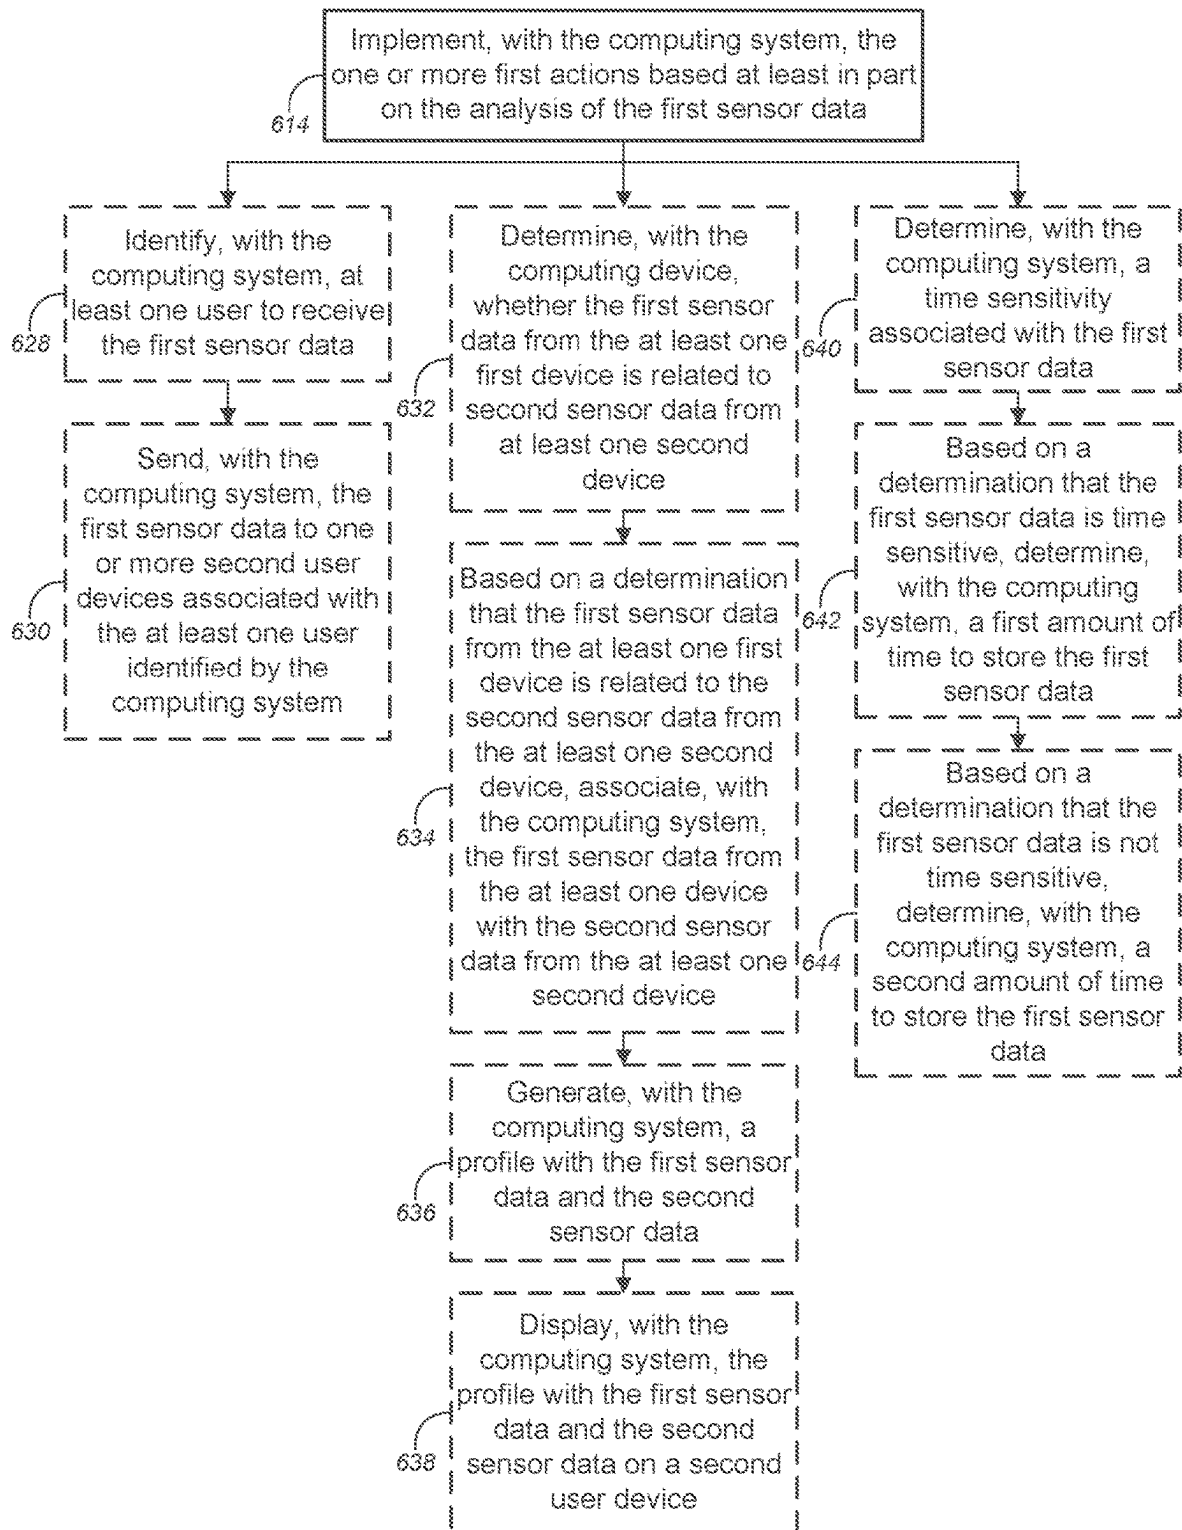 Implement, with the computing system, the
one or more first actions based at least in part
on the analysis of the first sensor data
614
Identify, with the
computing system, at
least one user to receive
the first sensor data
628
Send, with the
computing system, the
first sensor data to one
or more second user
devices associated with
the at least one user
identified by the
computing system
630
Determine, with the
computing device,
whether the first sensor
data from the at least one
first device is related to
second sensor data from
at least one second
device
632
Based on a determination
that the first sensor data
from the at least one first
device is related to the
second sensor data from
the at least one second
device, associate, with
the computing system,
the first sensor data from
the at least one device
with the second sensor
data from the at least one
second device
634
Generate, with the
computing system, a
profile with the first sensor
data and the second
sensor data
636
Display, with the
computing system, the
profile with the first sensor
data and the second
sensor data on a second
user device
638
Determine, with the
computing system, a
time sensitivity
associated with the first
sensor data
640
Based on a
determination that the
first sensor data is time
sensitive, determine,
with the computing
system, a first amount of
time to store the first
sensor data
642
Based on a
determination that the
first sensor data is not
time sensitive,
determine, with the
computing system, a
second amount of time
to store the first sensor
data
644